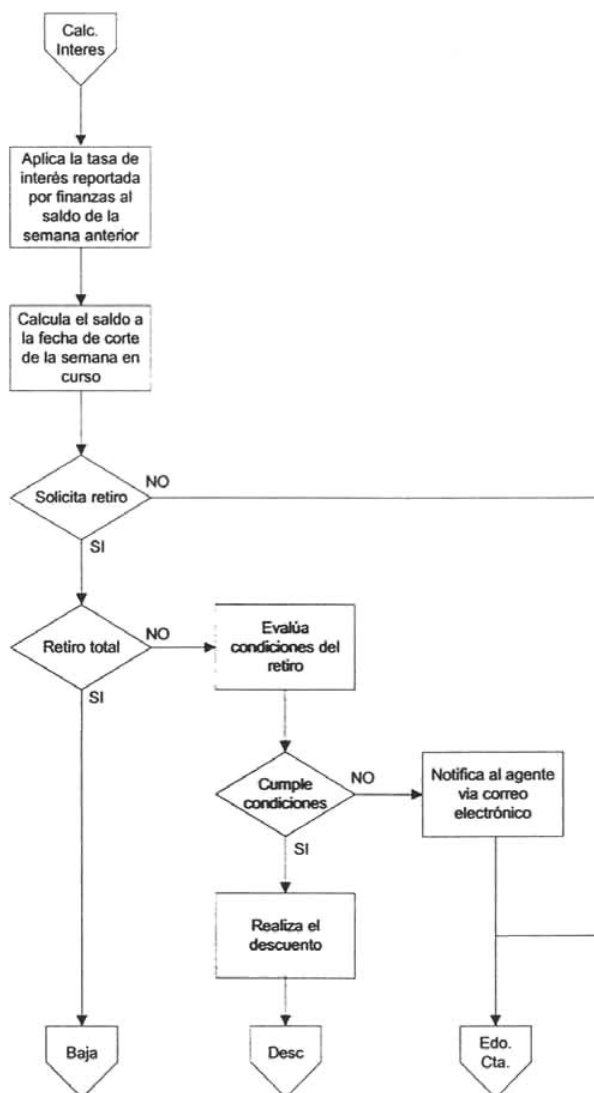 Calc.
Interes
Aplica la tasa de
interés reportada
por finanzas al
saldo de la
semana anterior
Calcula el saldo a
la fecha de corte
de la semana en
curso
Solicita retiro
NO
SI
Retiro total
NO
SI
Evalúa
condiciones del
retiro
Cumple
condiciones
NO
SI
Notifica al agente
via correo
electrónico
Realiza el
descuento
Baja
Desc
Edo.
Cta.